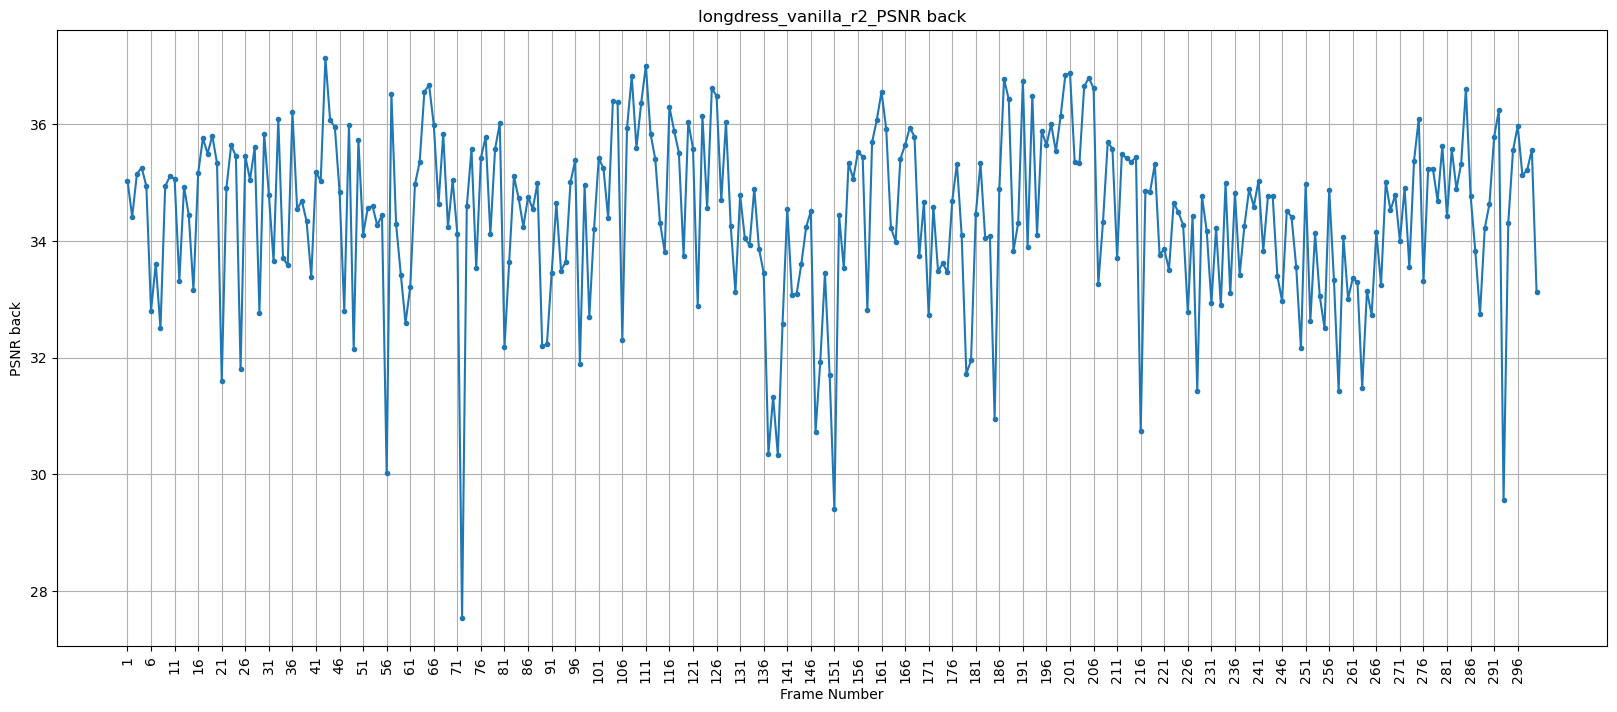 longdress_vanilla_r2_PSNR back
PSNR back
36
34
32
30
28
1 6 11 16 21 26 31 36 41 46 51 56 61 66 71 76 81 86 91 96 101 106 111 116 121 126 131 136 141 146 151 156 161 166 171 176 181 186 191 196 201 206 211 216 221 226 231 236 241 246 251 256 261 266 271 276 281 286 291 296
Frame Number